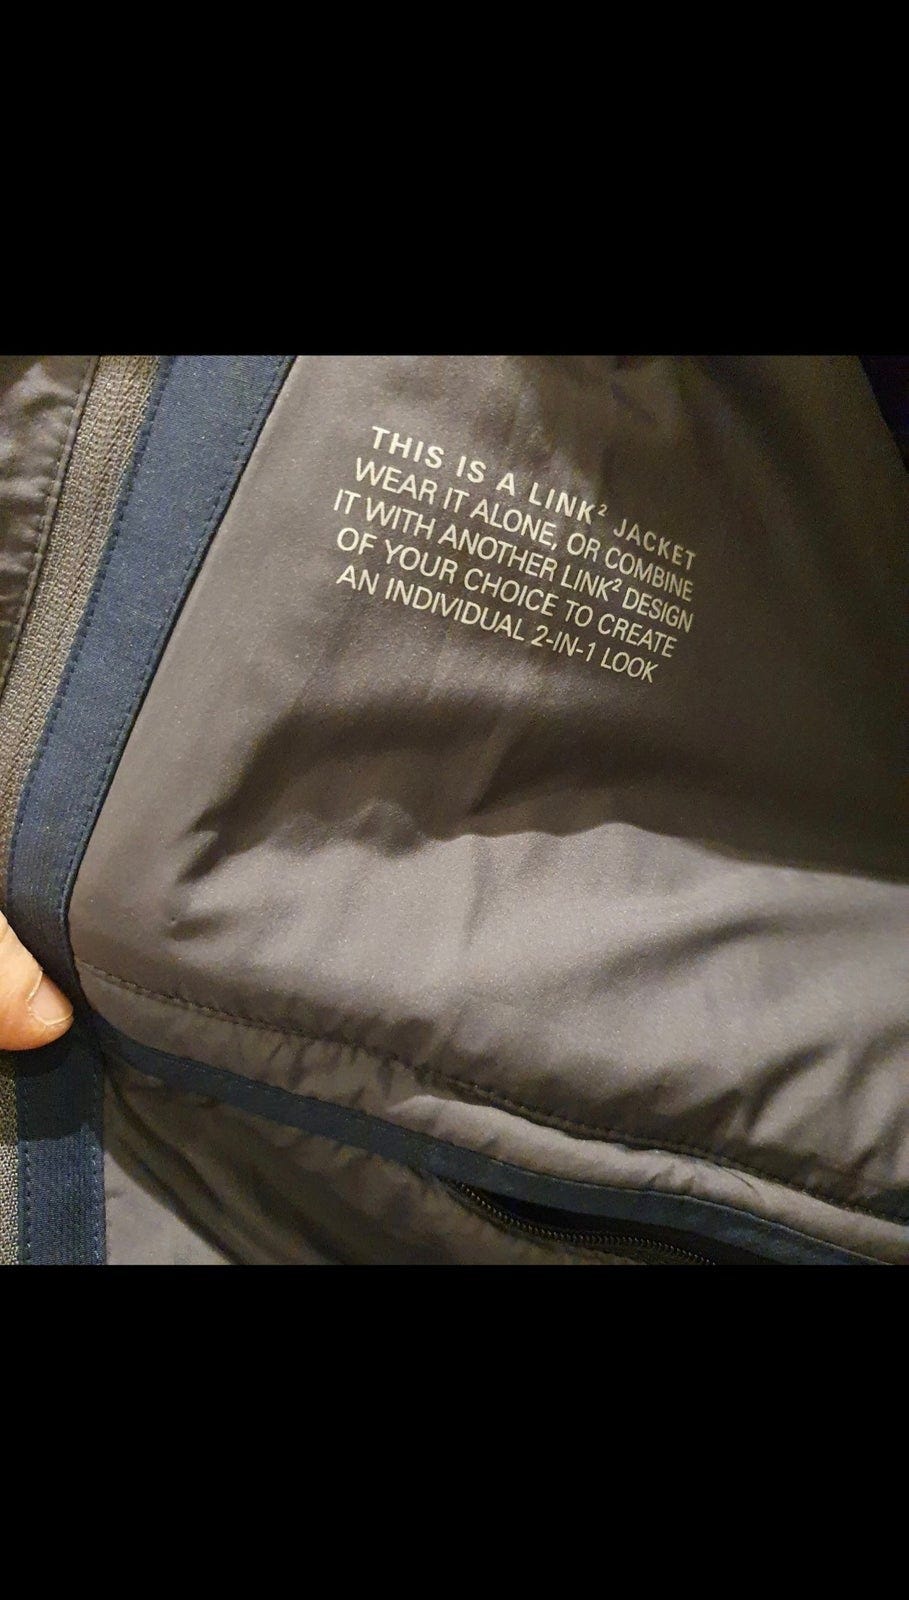 THIS IS A LINK² JACKET
WEAR IT ALONE, OR COMBINE
IT WITH ANOTHER LINK² DESIGN
OF YOUR CHOICE TO CREATE
AN INDIVIDUAL 2-IN-1 LOOK